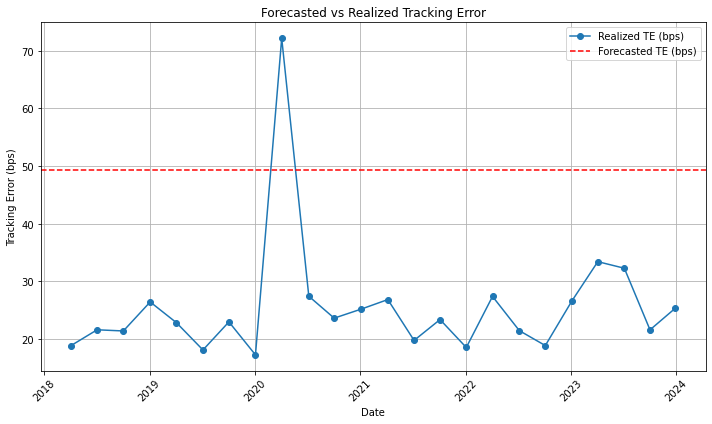 Forecasted vs Realized Tracking Error
Realized TE (bps)
Forecasted TE (bps)
Tracking Error (bps)
70
60
50
40
30
20
2018
2019
2020
2021
2022
2023
2024
Date